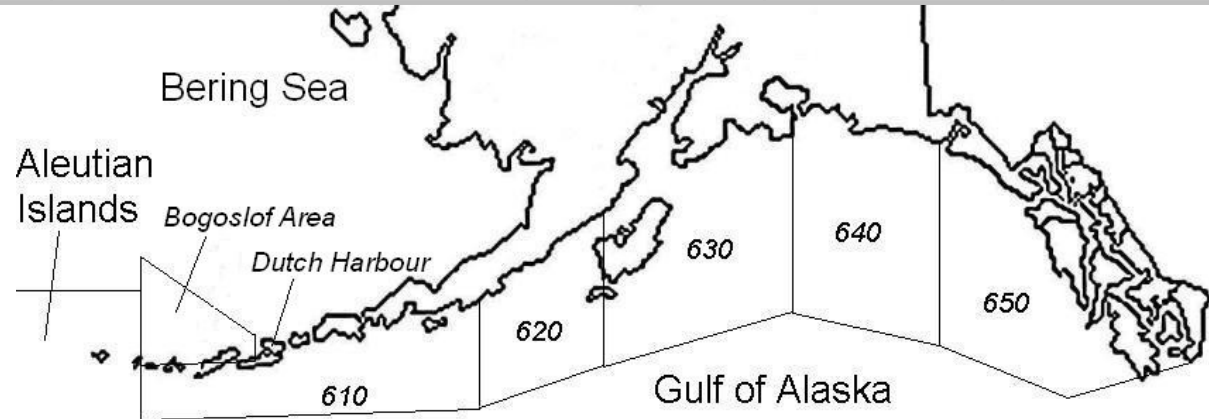 Bering Sea
Aleutian
Islands
Bogoslof Area
Dutch Harbour
630
640
620
650
610
Gulf of Alaska